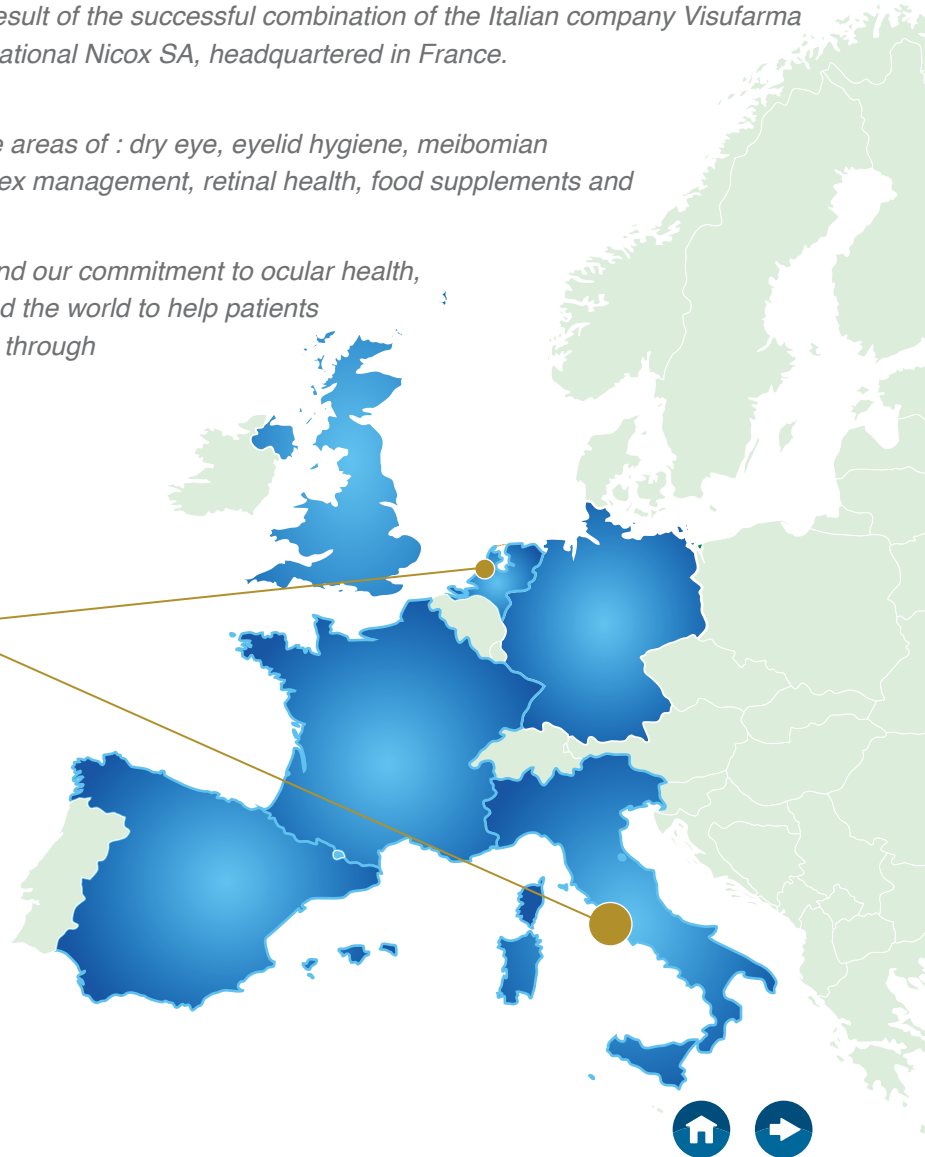 esult of the successful combination of the Italian company Visufarma
ational Nicox SA, headquartered in France.
e areas of : dry eye, eyelid hygiene, meibomian
ex management, retinal health, food supplements and
nd our commitment to ocular health,
d the world to help patients
through